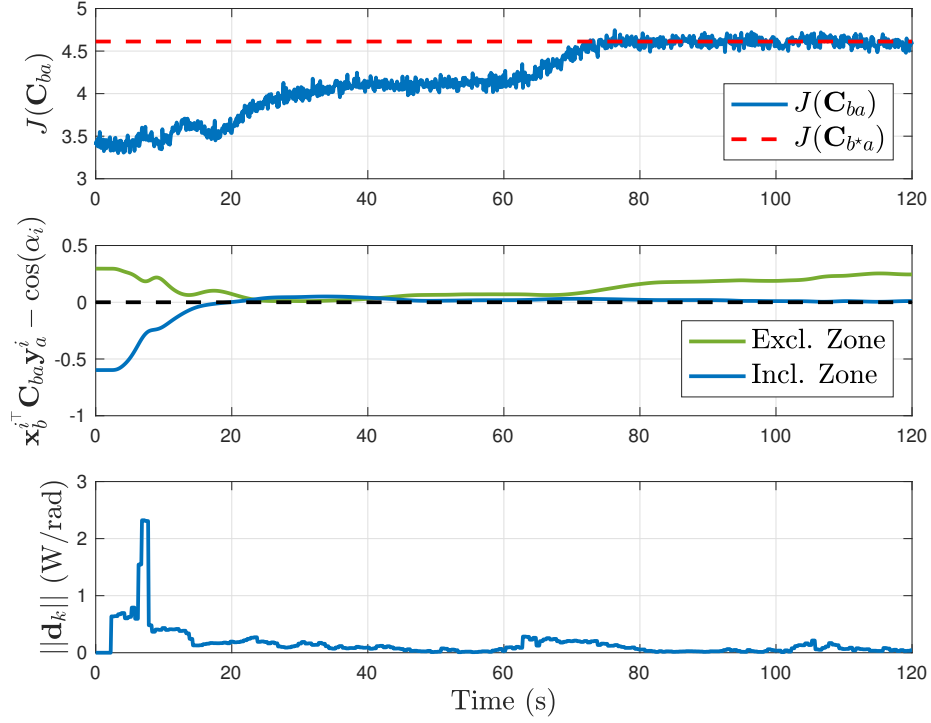 5
4.5
4
3.5
3
J(C_{ba})
J(C_{ba})
J(C_{b⋆a})
0 20 40 60 80 100 120
0.5
0
-0.5
-1
x_b^{i⊤} C_{ba} y_a^i − cos(α_i)
Excl. Zone
Incl. Zone
0 20 40 60 80 100 120
3
2
1
0
||d_k|| (W/rad)
0 20 40 60 80 100 120
Time (s)